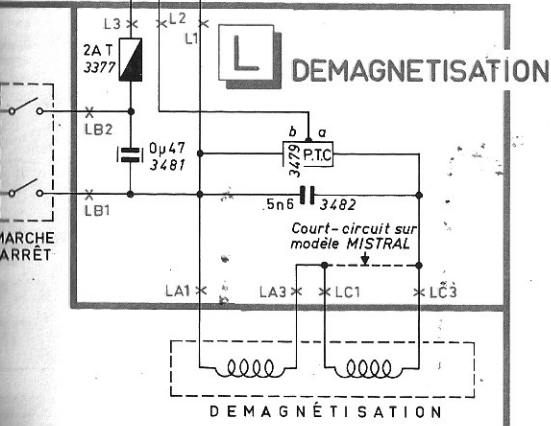 L3
L2
L1
2A T
3377
L
DEMAGNETISATION
LB2
b a
0µ47
3481
3479
P.T.C
LB1
5n6
3482
MARCHE
ARRÊT
Court-circuit sur
modèle MISTRAL
LA1
LA3
LC1
LC3
DEMAGNÉTISATION